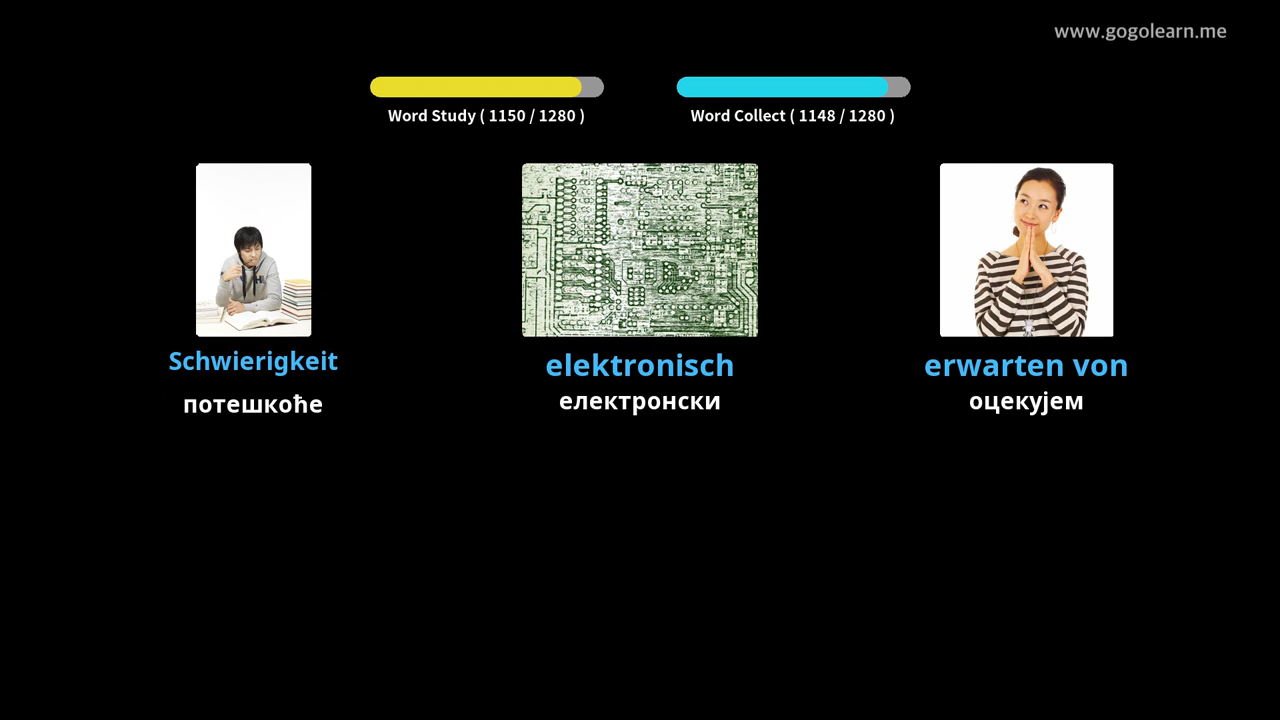 www.gogolearn.me
Word Study ( 1150 / 1280 )
Word Collect ( 1148 / 1280 )
Schwierigkeit
elektronisch
erwarten von
потешкоће
електронски
оцекујем